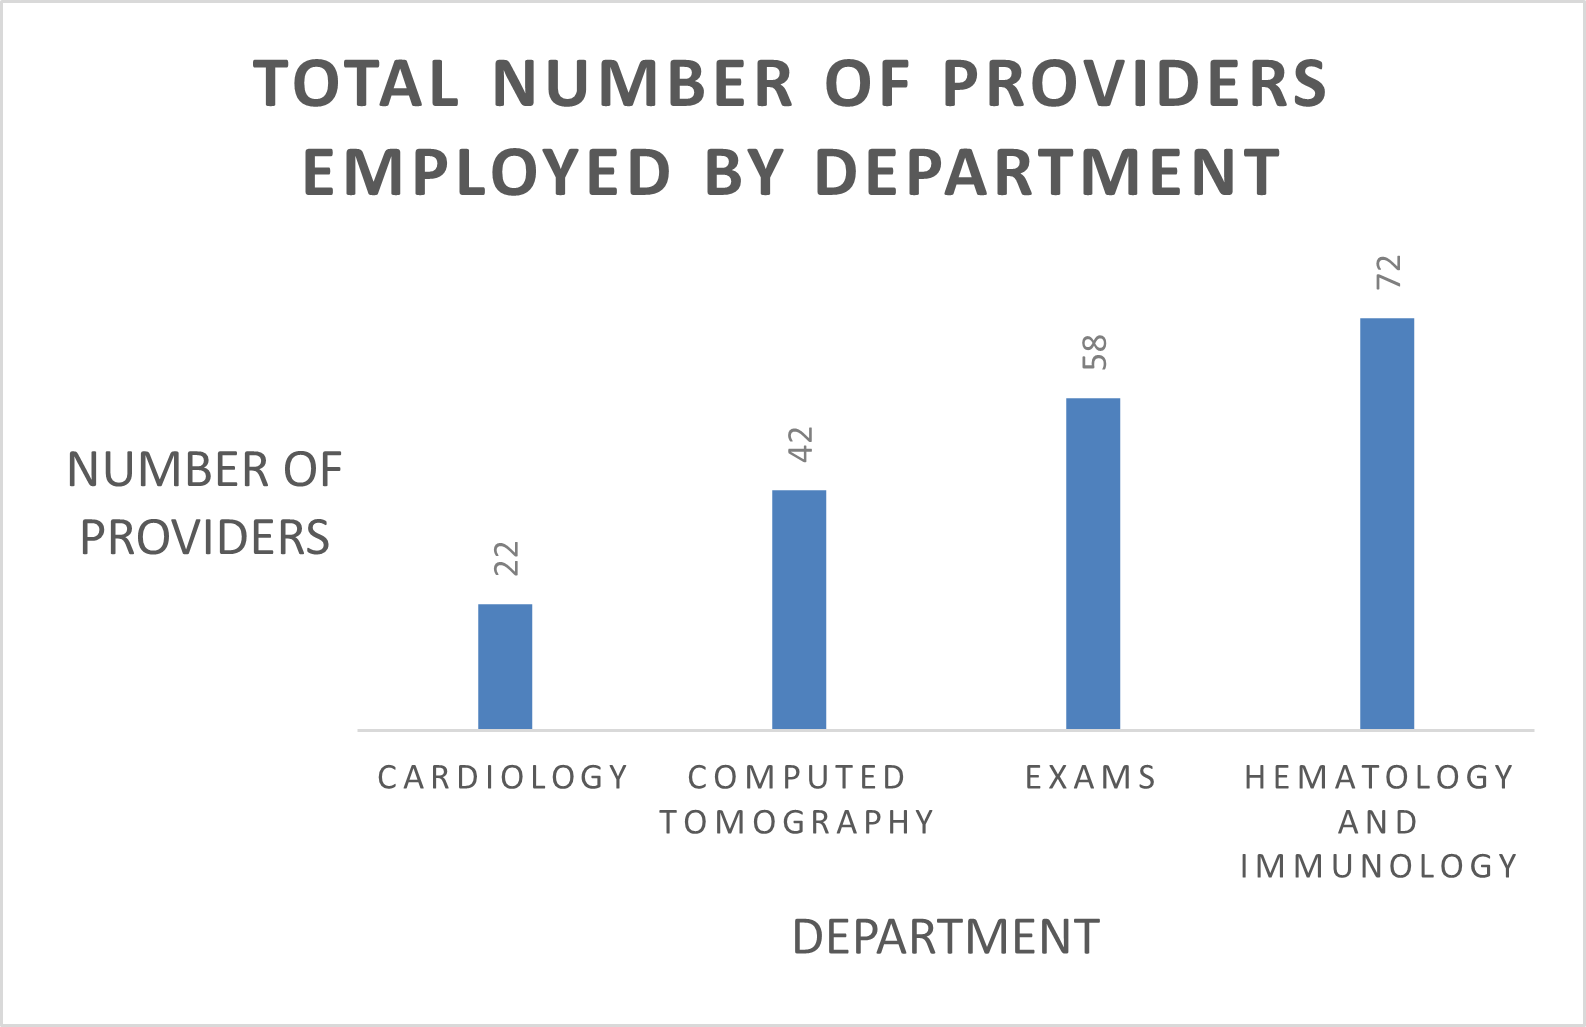 TOTAL NUMBER OF PROVIDERS
EMPLOYED BY DEPARTMENT
NUMBER OF
PROVIDERS
22
42
58
72
CARDIOLOGY
COMPUTED
TOMOGRAPHY
EXAMS
HEMATOLOGY
AND
IMMUNOLOGY
DEPARTMENT